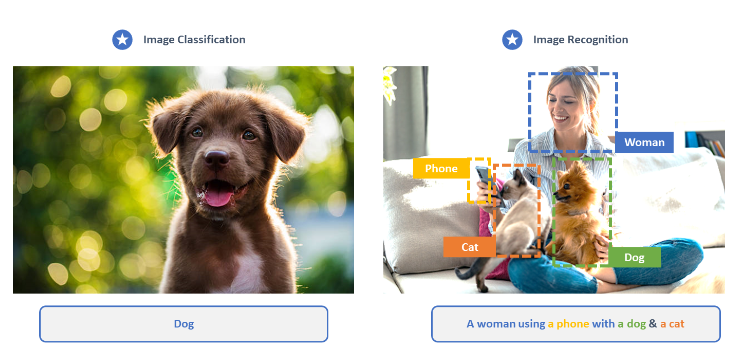 Image Classification
Image Recognition
Woman
Phone
Cat
Dog
Dog
A woman using a phone with a dog & a cat